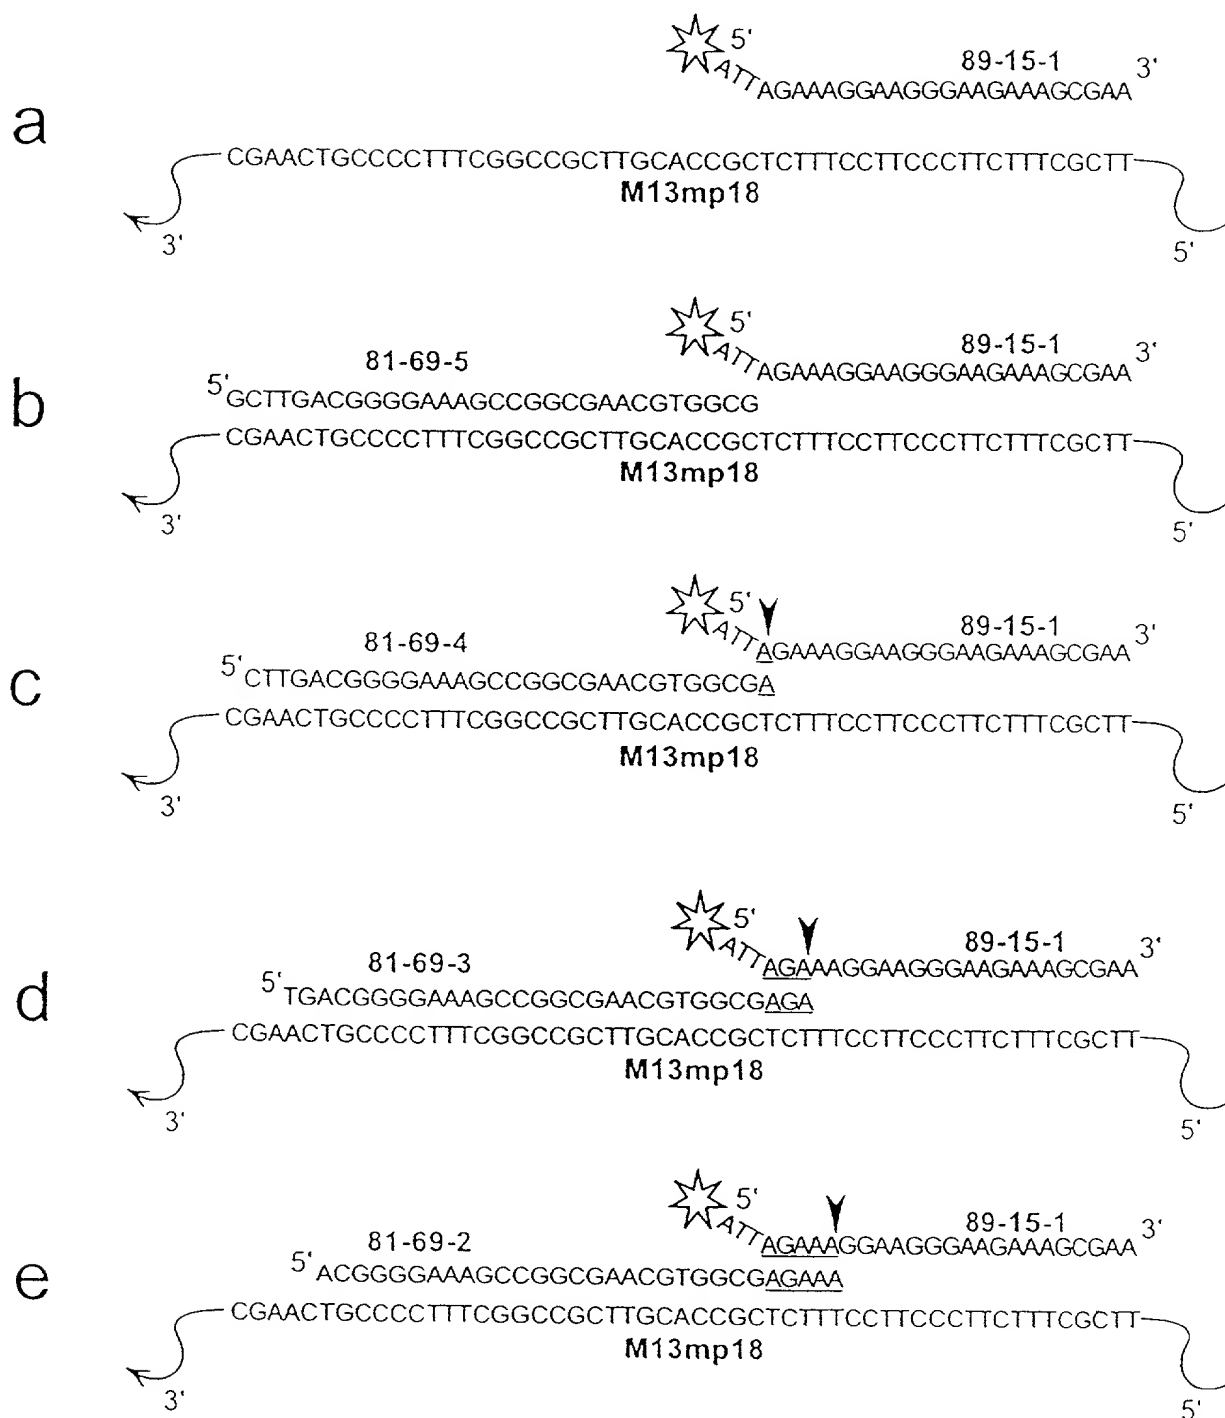 5'
89-15-1
3'
ATTAGAAAGGAAGGGAAGAAAGCGAA
a
CGAACTGCCCCTTTCGGCCGCTTGCACCGCTCTTTCCTTCCCTTCTTTCGCTT
M13mp18
3'
5'
5'
89-15-1
3'
81-69-5
ATTAGAAAGGAAGGGAAGAAAGCGAA
b
5'GCTTGACGGGGAAAGCCGGCGAACGTGGCG
CGAACTGCCCCTTTCGGCCGCTTGCACCGCTCTTTCCTTCCCTTCTTTCGCTT
M13mp18
3'
5'
5'
89-15-1
3'
81-69-4
ATTAGAAAGGAAGGGAAGAAAGCGAA
c
5'CTTGACGGGGAAAGCCGGCGAACGTGGCGA
CGAACTGCCCCTTTCGGCCGCTTGCACCGCTCTTTCCTTCCCTTCTTTCGCTT
M13mp18
3'
5'
5'
89-15-1
3'
81-69-3
ATTAGAAAGGAAGGGAAGAAAGCGAA
d
5'TGACGGGGAAAGCCGGCGAACGTGGCGAGA
CGAACTGCCCCTTTCGGCCGCTTGCACCGCTCTTTCCTTCCCTTCTTTCGCTT
M13mp18
3'
5'
5'
89-15-1
3'
81-69-2
ATTAGAAAGGAAGGGAAGAAAGCGAA
e
5'ACGGGGAAAGCCGGCGAACGTGGCGAGAAA
CGAACTGCCCCTTTCGGCCGCTTGCACCGCTCTTTCCTTCCCTTCTTTCGCTT
M13mp18
3'
5'